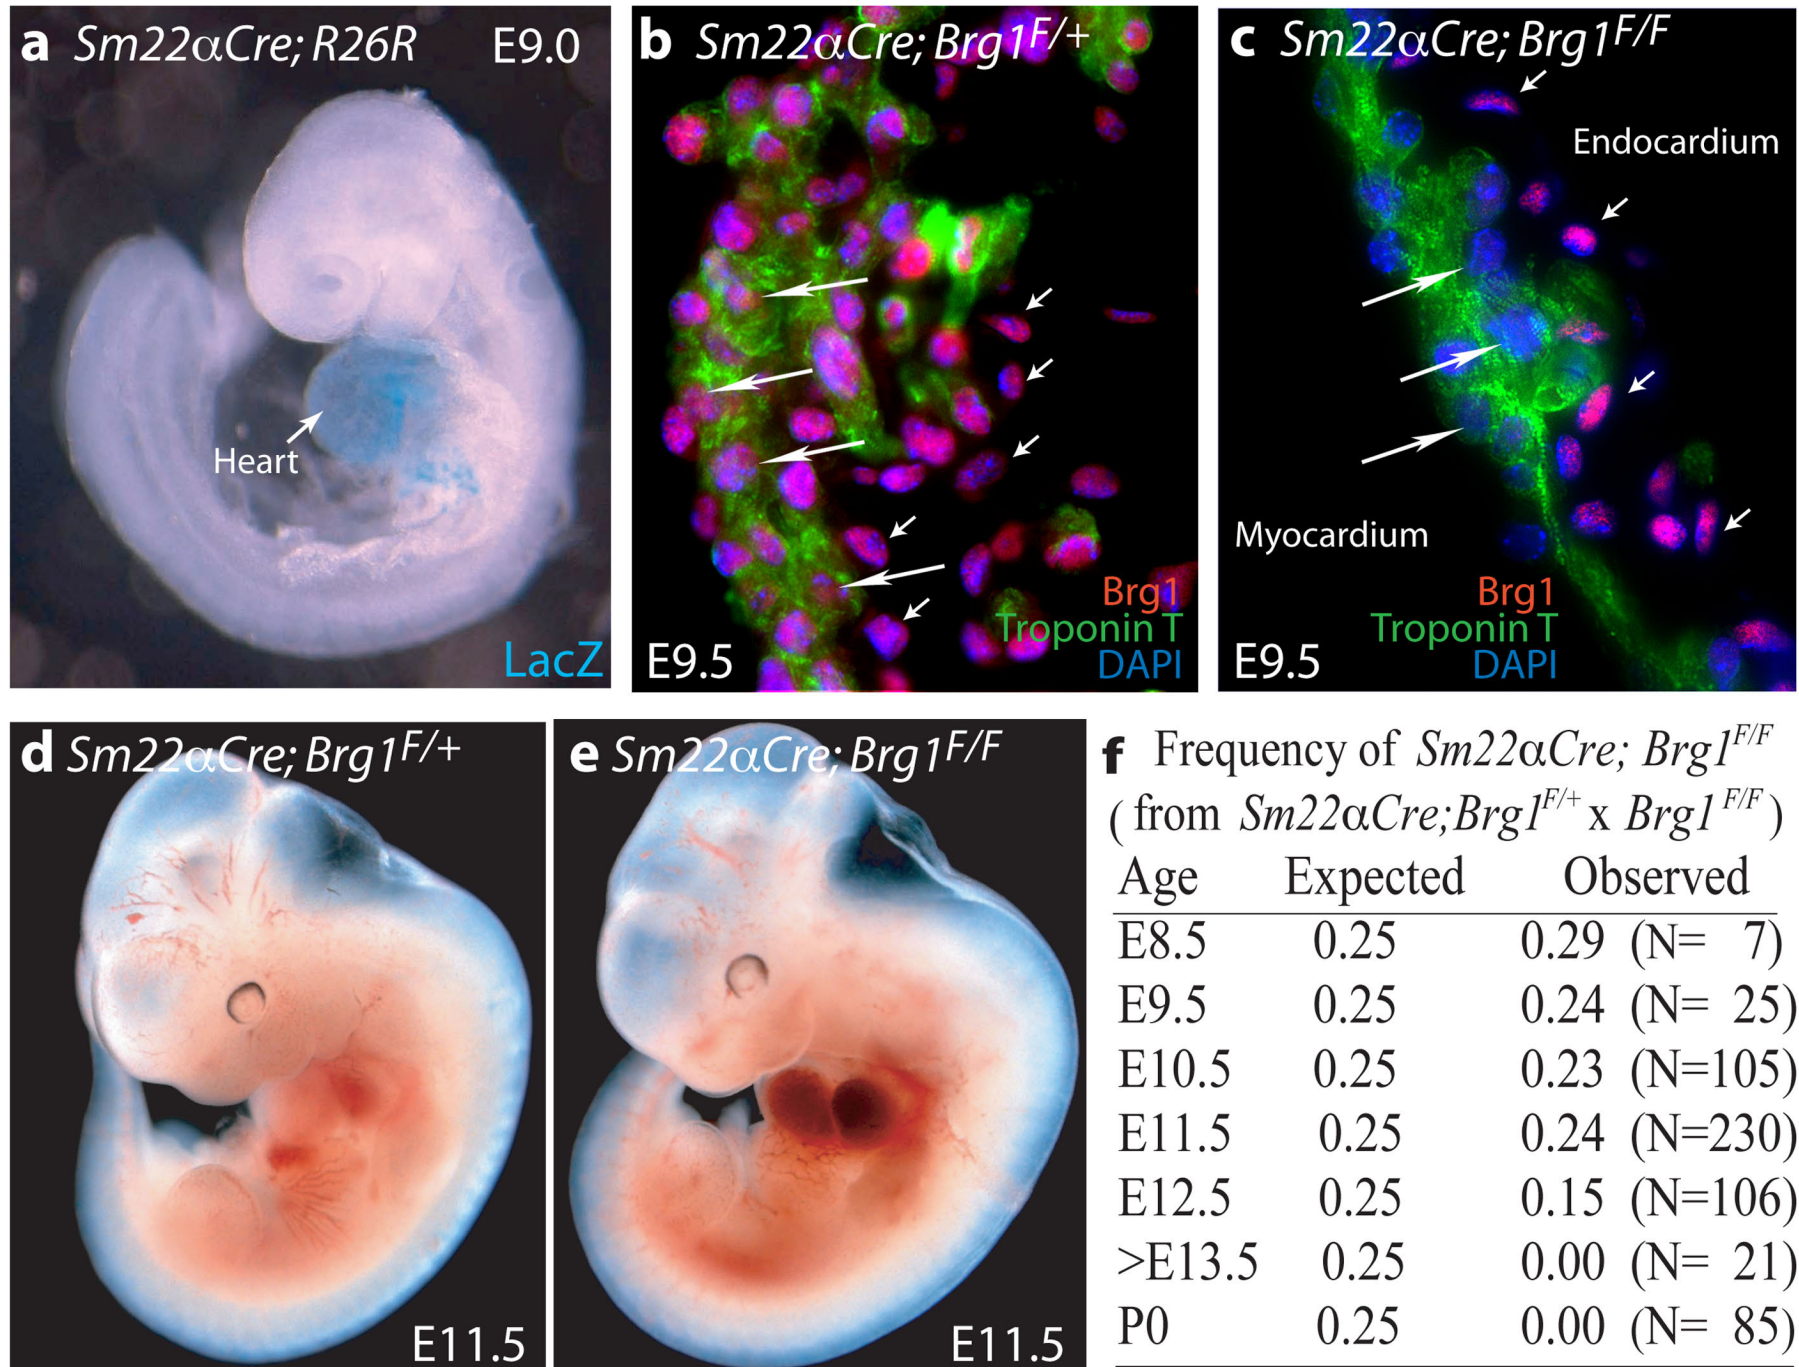 a Sm22αCre; R26R E9.0
Heart
LacZ
b Sm22αCre; Brg1F/+
Brg1
Troponin T
DAPI
E9.5
c Sm22αCre; Brg1F/F
Endocardium
Myocardium
Brg1
Troponin T
DAPI
E9.5
d Sm22αCre; Brg1F/+
E11.5
e Sm22αCre; Brg1F/F
E11.5
f Frequency of Sm22αCre; Brg1F/F
( from Sm22αCre;Brg1F/+ x Brg1 F/F )
Age Expected Observed
E8.5 0.25 0.29 (N= 7)
E9.5 0.25 0.24 (N= 25)
E10.5 0.25 0.23 (N=105)
E11.5 0.25 0.24 (N=230)
E12.5 0.25 0.15 (N=106)
>E13.5 0.25 0.00 (N= 21)
P0 0.25 0.00 (N= 85)